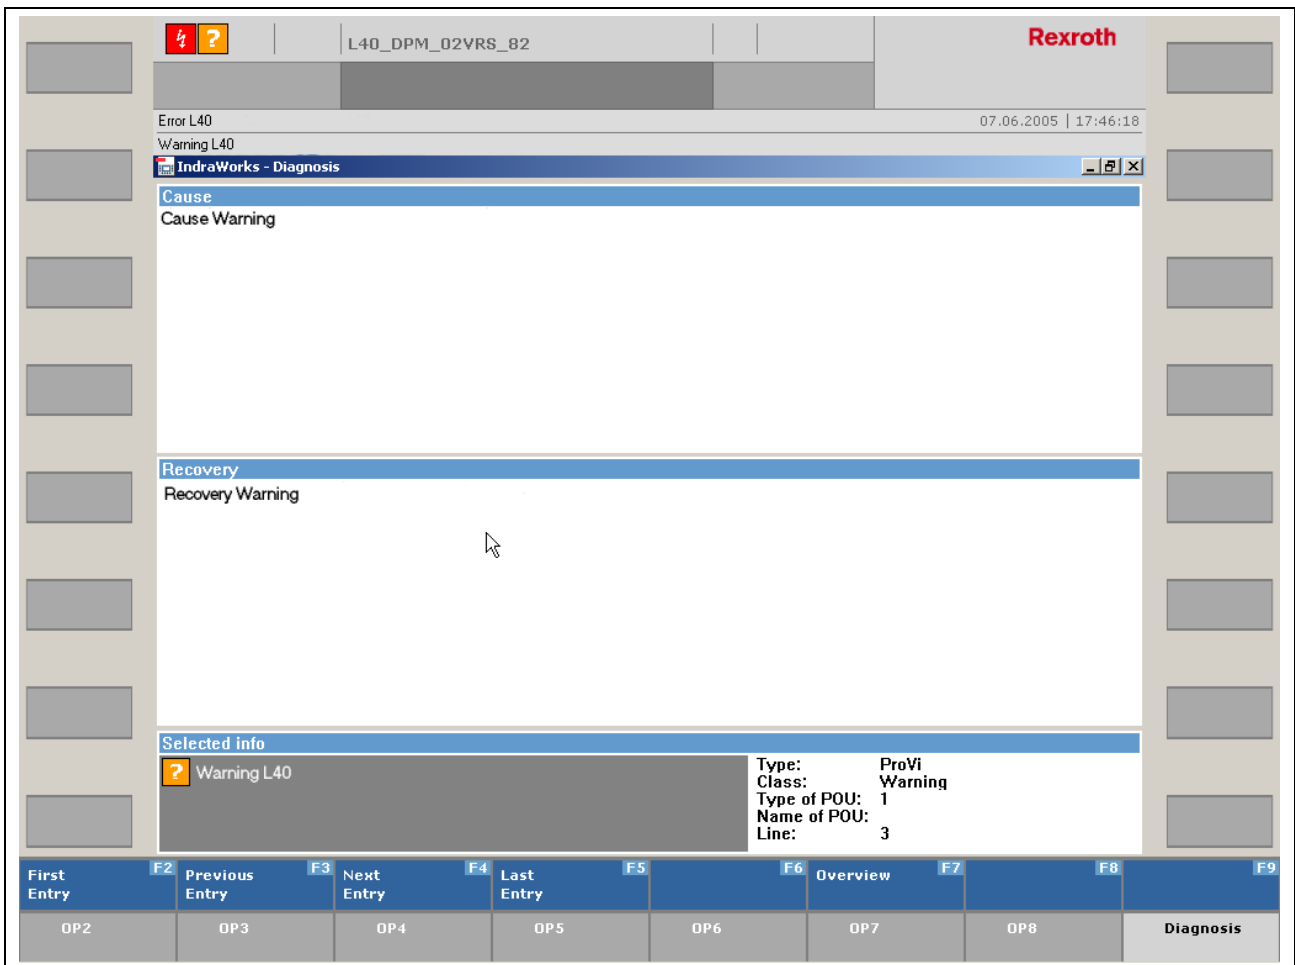 ? L40_DPM_02VRS_82 Rexroth
Error L40 07.06.2005 | 17:46:18
Warning L40
IndraWorks - Diagnosis
Cause
Cause Warning
Recovery
Recovery Warning
Selected info
? Warning L40
Type: ProVi
Class: Warning
Type of POU: 1
Name of POU:
Line: 3
First Entry F2
Previous Entry F3
Next Entry F4
Last Entry F5
F6
Overview F7
F8
F9
OP2 OP3 OP4 OP5 OP6 OP7 OP8 Diagnosis